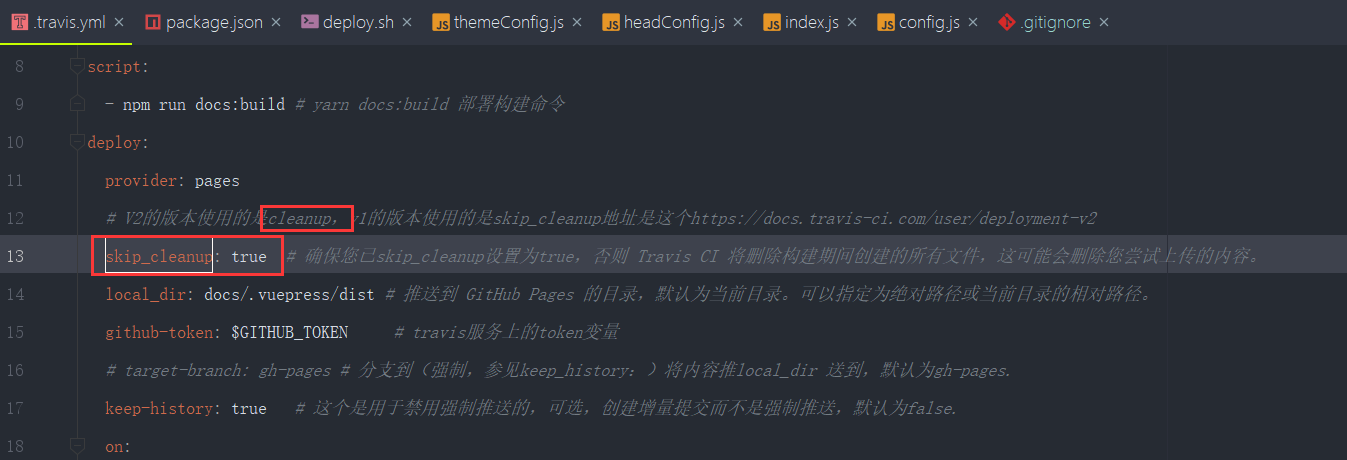 .travis.yml × package.json × deploy.sh × JS themeConfig.js × JS headConfig.js × JS index.js × JS config.js × .gitignore ×
8 script:
9 - npm run docs:build # yarn docs:build 部署构建命令
10 deploy:
11 provider: pages
12 # V2的版本使用的是cleanup，v1的版本使用的是skip_cleanup地址是这个https://docs.travis-ci.com/user/deployment-v2
13 skip_cleanup: true # 确保您已skip_cleanup设置为true，否则 Travis CI 将删除构建期间创建的所有文件，这可能会删除您尝试上传的内容。
14 local_dir: docs/.vuepress/dist # 推送到 GitHub Pages 的目录，默认为当前目录。可以指定为绝对路径或当前目录的相对路径。
15 github-token: $GITHUB_TOKEN # travis服务上的token变量
16 # target-branch: gh-pages # 分支到（强制，参见keep_history：）将内容推local_dir 送到，默认为gh-pages.
17 keep-history: true # 这个是用于禁用强制推送的，可选，创建增量提交而不是强制推送，默认为false.
18 on: